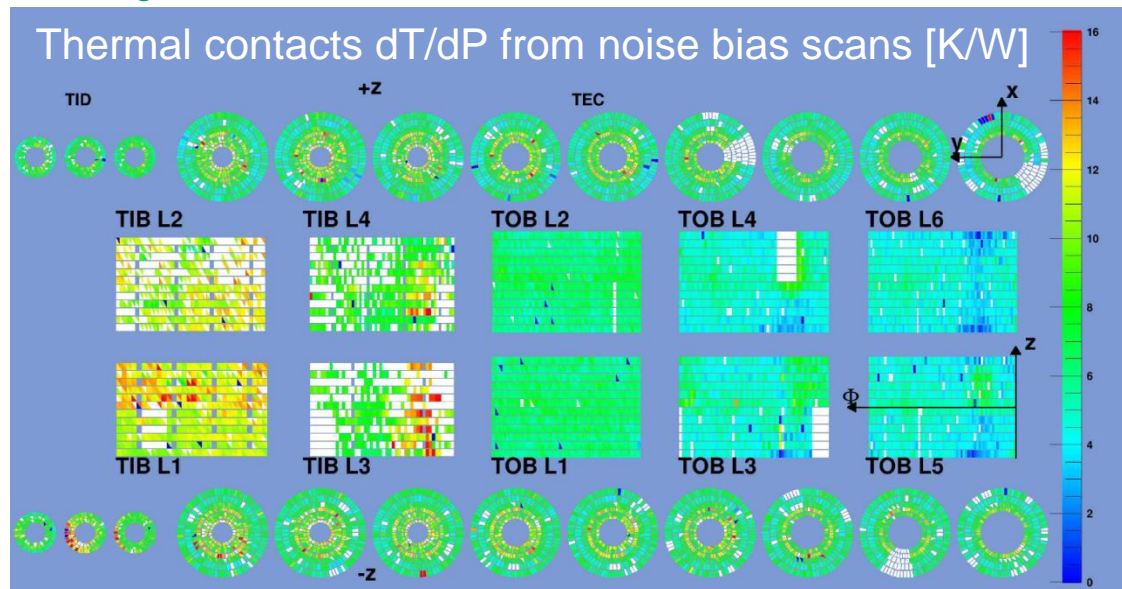 Thermal contacts dT/dP from noise bias scans [K/W]
16
+z
TID
TEC
x
14
y
12
TIB L2
TIB L4
TOB L2
TOB L4
TOB L6
10
8
z
6
Φ
TIB L1
TIB L3
TOB L1
TOB L3
TOB L5
4
2
-z
0